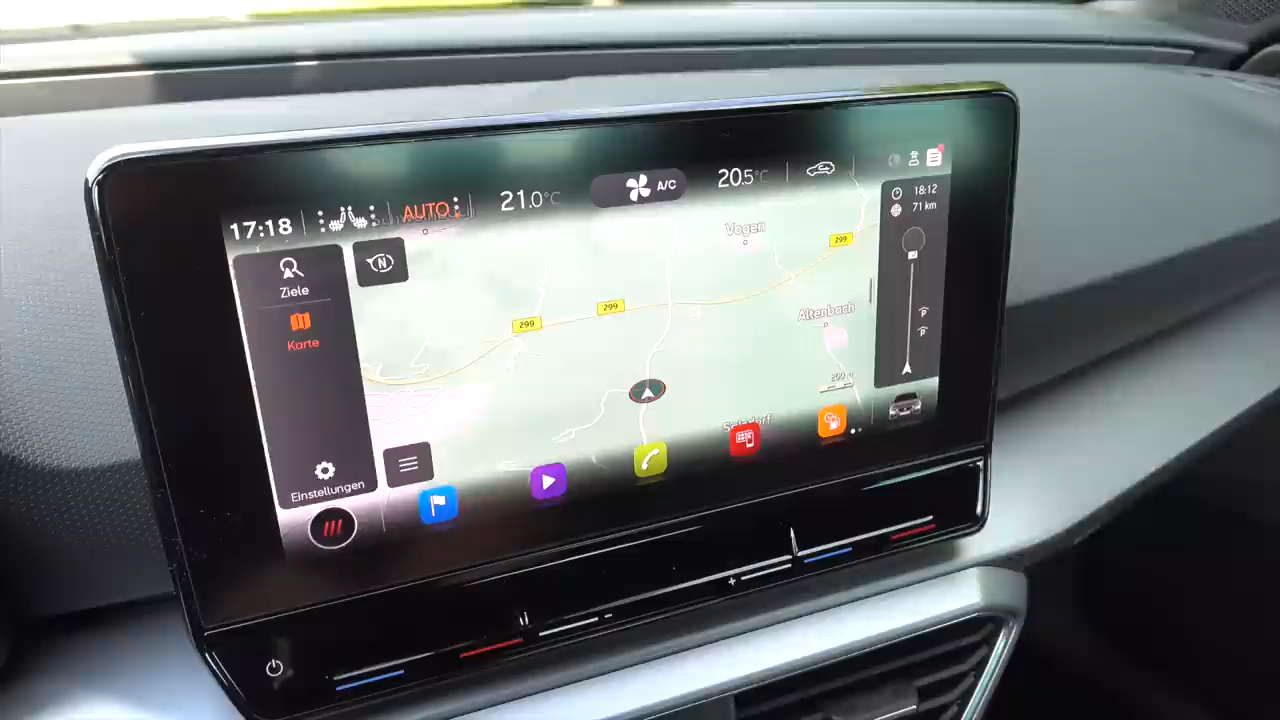 17:18
AUTO
21.0°C
A/C
20.5°C
18:12
71 km
Ziele
Karte
Einstellungen
N
Vogen
299
299
299
Altenbach
200 m
P
P
+
-